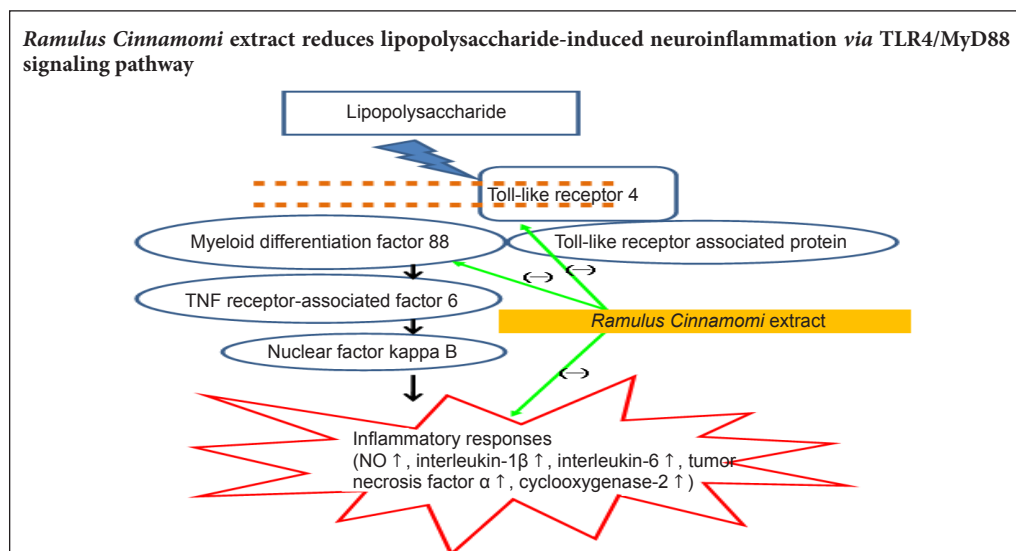 Ramulus Cinnamomi extract reduces lipopolysaccharide-induced neuroinflammation via TLR4/MyD88
signaling pathway
Lipopolysaccharide
Toll-like receptor 4
Myeloid differentiation factor 88
Toll-like receptor associated protein
(—)
(—)
TNF receptor-associated factor 6
Ramulus Cinnamomi extract
Nuclear factor kappa B
(—)
Inflammatory responses
(NO ↑, interleukin-1β ↑, interleukin-6 ↑, tumor
necrosis factor α ↑, cyclooxygenase-2 ↑)